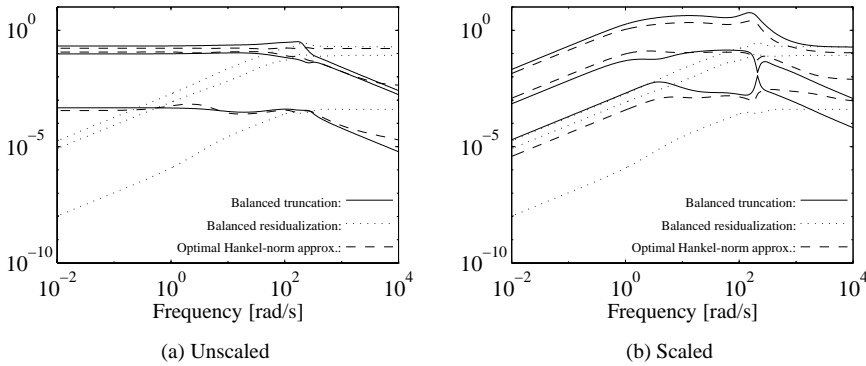 10^0
10^−5
10^−10
10^−2
10^0
10^2
10^4
Balanced truncation:
Balanced residualization:
Optimal Hankel-norm approx.:
Frequency [rad/s]
(a) Unscaled
10^0
10^−5
10^−10
10^−2
10^0
10^2
10^4
Balanced truncation:
Balanced residualization:
Optimal Hankel-norm approx.:
Frequency [rad/s]
(b) Scaled